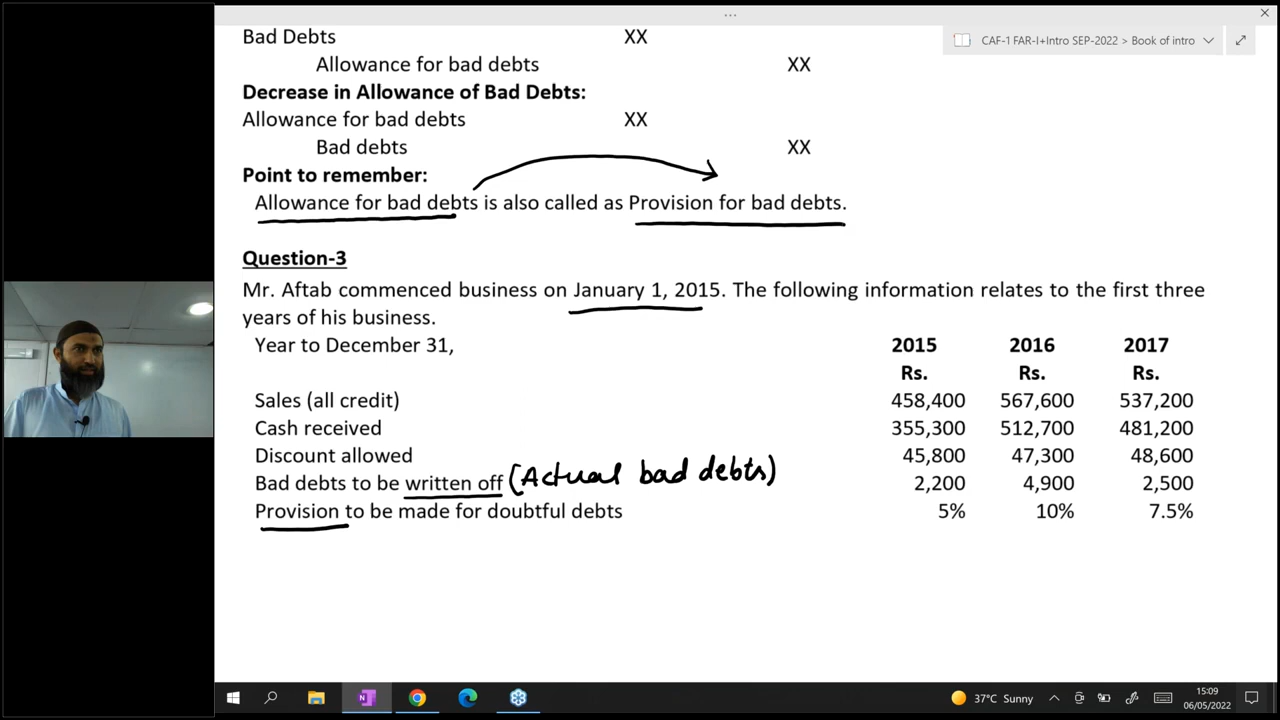 CAF-1 FAR-I+Intro SEP-2022 > Book of intro
Bad Debts XX
Allowance for bad debts XX
Decrease in Allowance of Bad Debts:
Allowance for bad debts XX
Bad debts XX
Point to remember:
Allowance for bad debts is also called as Provision for bad debts.
Question-3
Mr. Aftab commenced business on January 1, 2015. The following information relates to the first three
years of his business.
Year to December 31, 2015 2016 2017
Rs. Rs. Rs.
Sales (all credit) 458,400 567,600 537,200
Cash received 355,300 512,700 481,200
Discount allowed 45,800 47,300 48,600
Bad debts to be written off (Actual bad debts) 2,200 4,900 2,500
Provision to be made for doubtful debts 5% 10% 7.5%
37°C Sunny
15:09
06/05/2022